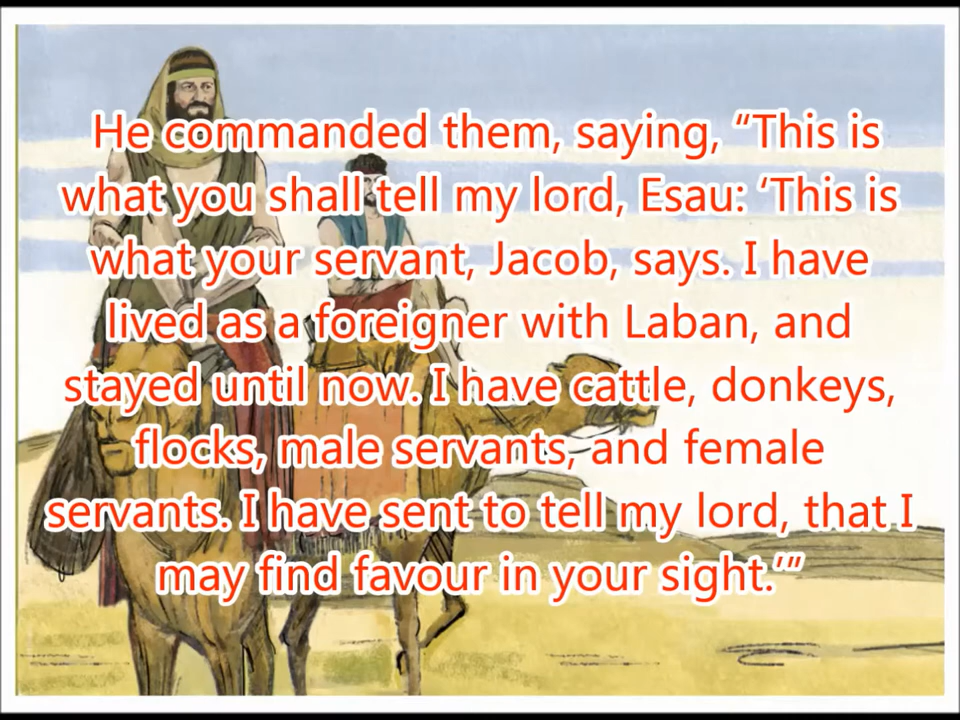 He commanded them, saying, “This is
what you shall tell my lord, Esau: ‘This is
what your servant, Jacob, says. I have
lived as a foreigner with Laban, and
stayed until now. I have cattle, donkeys,
flocks, male servants, and female
servants. I have sent to tell my lord, that I
may find favour in your sight.’”